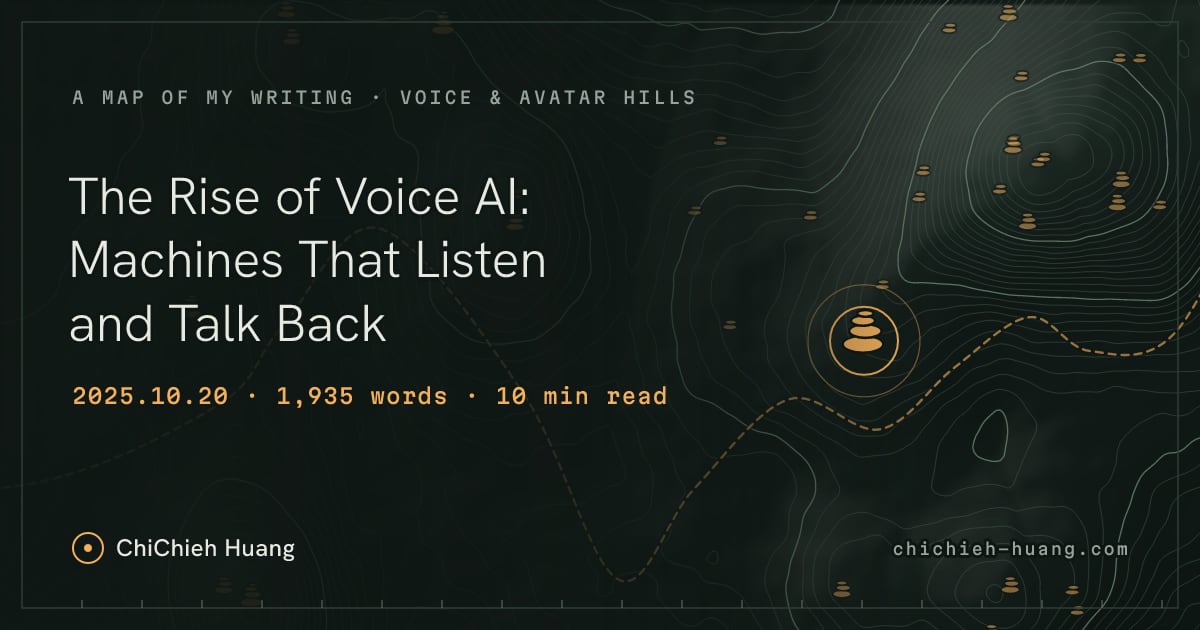 A MAP OF MY WRITING · VOICE & AVATAR HILLS
The Rise of Voice AI:
Machines That Listen
and Talk Back
2025.10.20 · 1,935 words · 10 min read
ChiChieh Huang
chichieh-huang.com